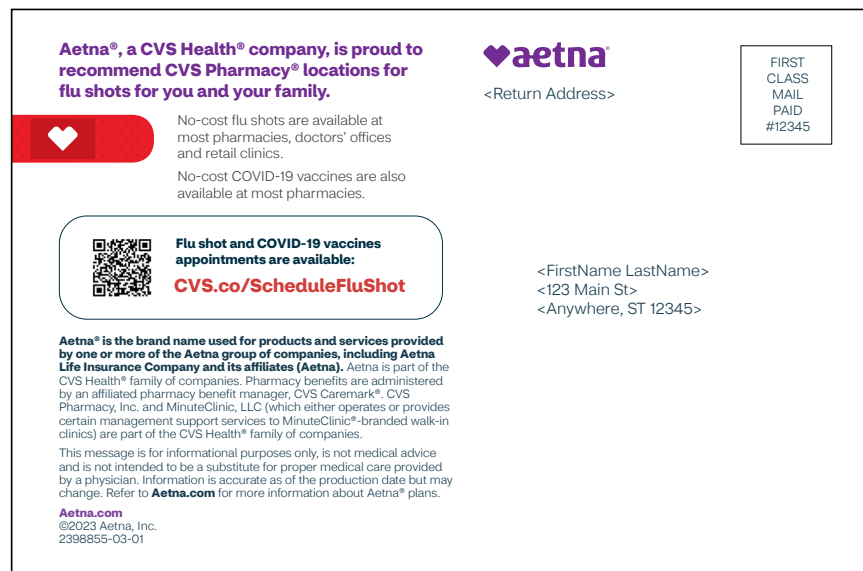 Aetna®, a CVS Health® company, is proud to
recommend CVS Pharmacy® locations for
flu shots for you and your family.
No-cost flu shots are available at
most pharmacies, doctors’ offices
and retail clinics.
No-cost COVID-19 vaccines are also
available at most pharmacies.
Flu shot and COVID-19 vaccines
appointments are available:
CVS.co/ScheduleFluShot
Aetna® is the brand name used for products and services provided
by one or more of the Aetna group of companies, including Aetna
Life Insurance Company and its affiliates (Aetna). Aetna is part of the
CVS Health® family of companies. Pharmacy benefits are administered
by an affiliated pharmacy benefit manager, CVS Caremark®. CVS
Pharmacy, Inc. and MinuteClinic, LLC (which either operates or provides
certain management support services to MinuteClinic®-branded walk-in
clinics) are part of the CVS Health® family of companies.
This message is for informational purposes only, is not medical advice
and is not intended to be a substitute for proper medical care provided
by a physician. Information is accurate as of the production date but may
change. Refer to Aetna.com for more information about Aetna® plans.
Aetna.com
©2023 Aetna, Inc.
2398855-03-01
aetna®
<Return Address>
FIRST
CLASS
MAIL
PAID
#12345
<FirstName LastName>
<123 Main St>
<Anywhere, ST 12345>